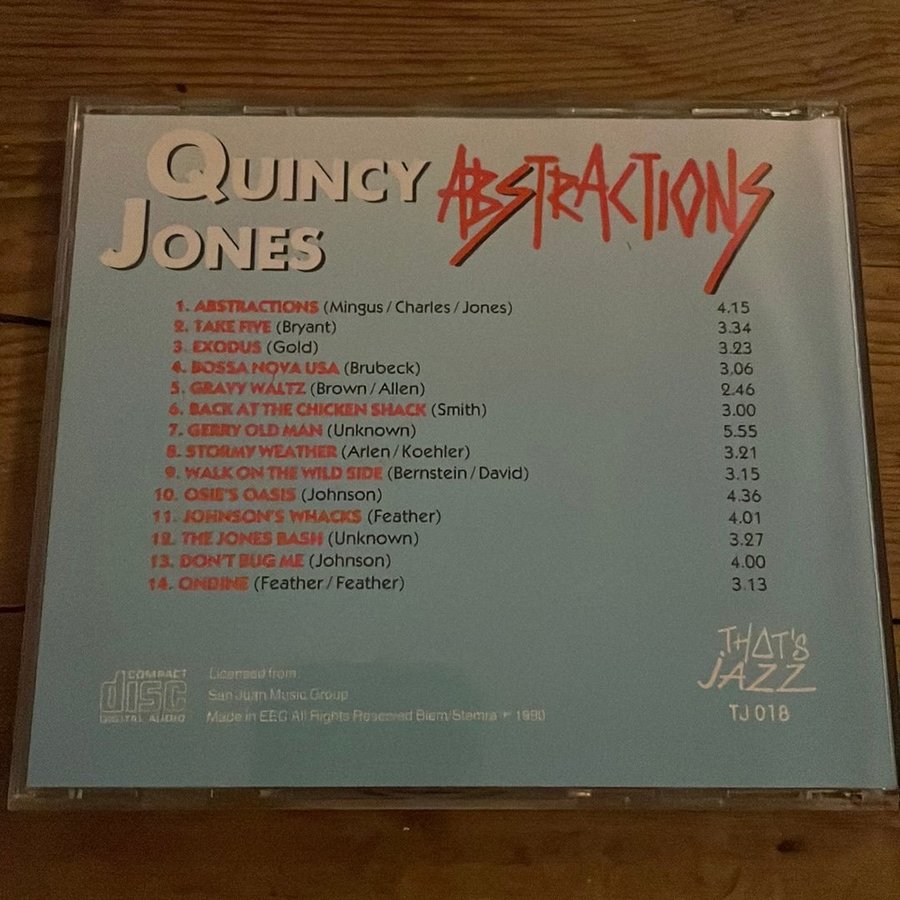 QUINCY JONES
ABSTRACTIONS
1. ABSTRACTIONS (Mingus/Charles/Jones) 4.15
2. TAKE FIVE (Bryant) 3.34
3. EXODUS (Gold) 3.23
4. BOSSA NOVA USA (Brubeck) 3.06
5. GRAVY WALTZ (Brown/Allen) 2.46
6. BACK AT THE CHICKEN SHACK (Smith) 3.00
7. GERRY OLD MAN (Unknown) 5.55
8. STORMY WEATHER (Arlen/Koehler) 3.21
9. WALK ON THE WILD SIDE (Bernstein/David) 3.15
10. OSIE'S OASIS (Johnson) 4.36
11. JOHNSON'S WHACKS (Feather) 4.01
12. THE JONES BASH (Unknown) 3.27
13. DON'T BUG ME (Johnson) 4.00
14. ONDINE (Feather/Feather) 3.13
COMPACT
disc
DIGITAL AUDIO
Licensed from
San Juan Music Group
Made in EEC All Rights Reserved Biem/Stemra ℗ 1990
THAT'S
JAZZ
TJ 018